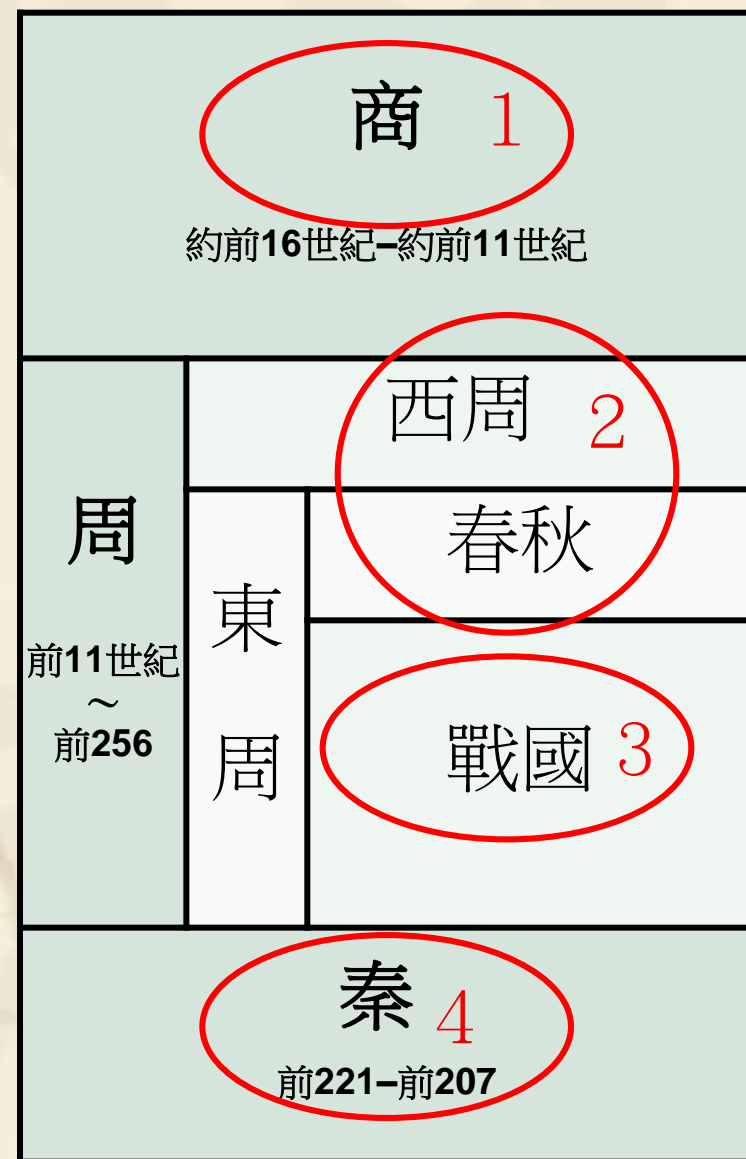 商 1
約前16世紀–約前11世紀
西周 2
春秋
周
前11世紀
～
前256
東
周
戰國 3
秦 4
前221–前207